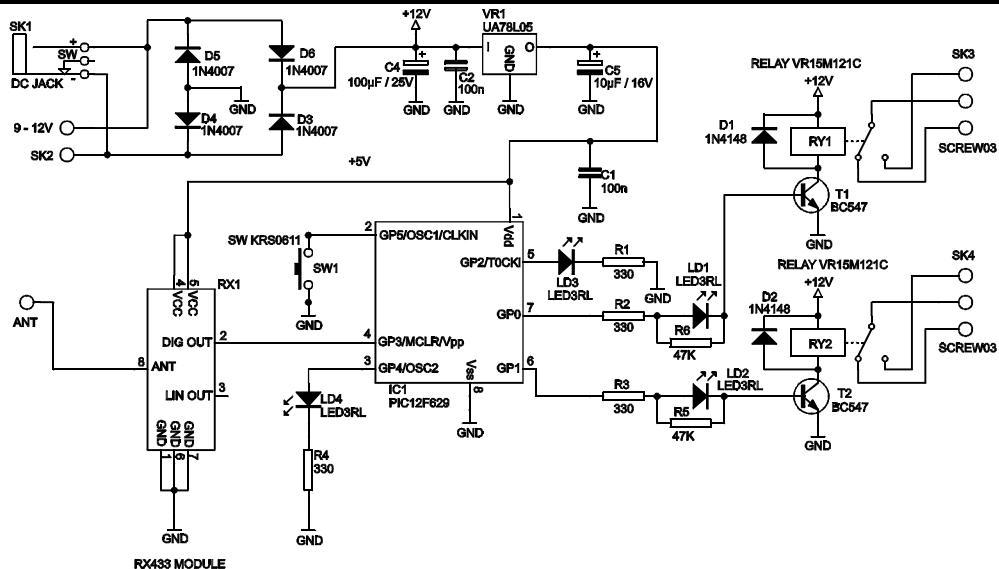 SK1
+
SW
-
DC JACK
9 - 12V
SK2
D5
1N4007
D6
1N4007
GND
D4
1N4007
D3
1N4007
+12V
+
C4
100µF / 25V
C2
100n
GND
GND
VR1
UA78L05
I
GND
O
GND
+
C5
10µF / 16V
GND
+5V
C1
100n
GND
RELAY VR15M121C
+12V
D1
1N4148
RY1
T1
BC547
GND
SK3
SCREW03
RELAY VR15M121C
+12V
D2
1N4148
RY2
T2
BC547
GND
SK4
SCREW03
SW KRS0611
SW1
GND
2
GP5/OSC1/CLKIN
1
Vdd
GP2/T0CKI
5
4
GP3/MCLR/Vpp
GP0
7
3
GP4/OSC2
GP1
6
Vss
8
GND
IC1
PIC12F629
LD3
LED3RL
R1
330
GND
R2
330
LD1
LED3RL
R6
47K
R3
330
LD2
LED3RL
R5
47K
LD4
LED3RL
R4
330
GND
ANT
RX1
4
VCC
5
VCC
DIG OUT
2
8
ANT
LIN OUT
3
GND
GND
GND
1
6
7
GND
RX433 MODULE